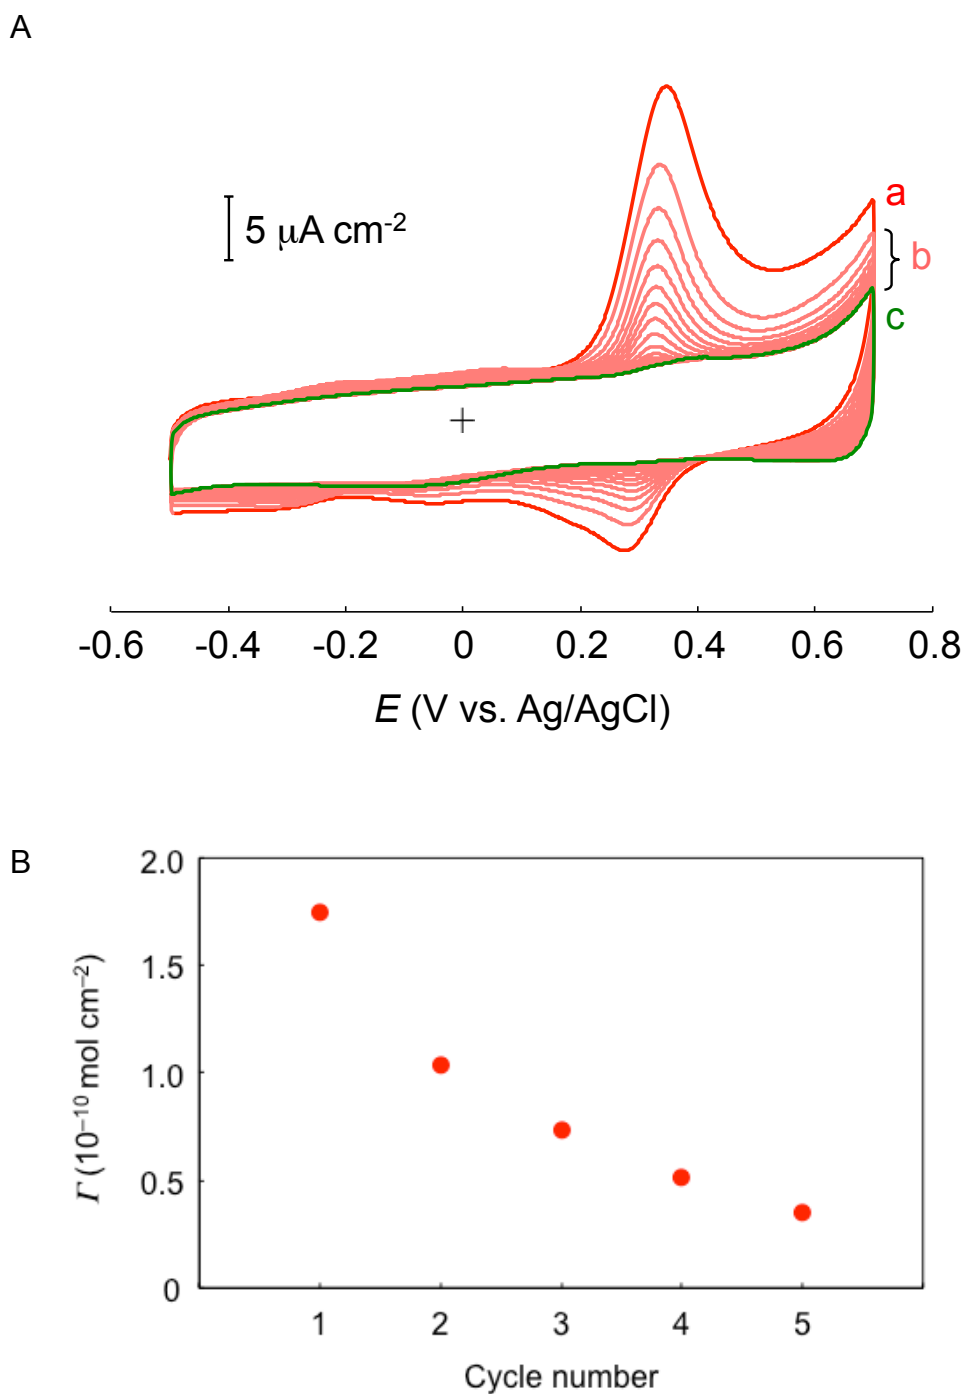 A
5 μA cm-2
a
b
c
-0.6 -0.4 -0.2 0 0.2 0.4 0.6 0.8
E (V vs. Ag/AgCl)
B
2.0
1.5
1.0
0.5
0
Γ (10−10 mol cm−2)
1 2 3 4 5
Cycle number